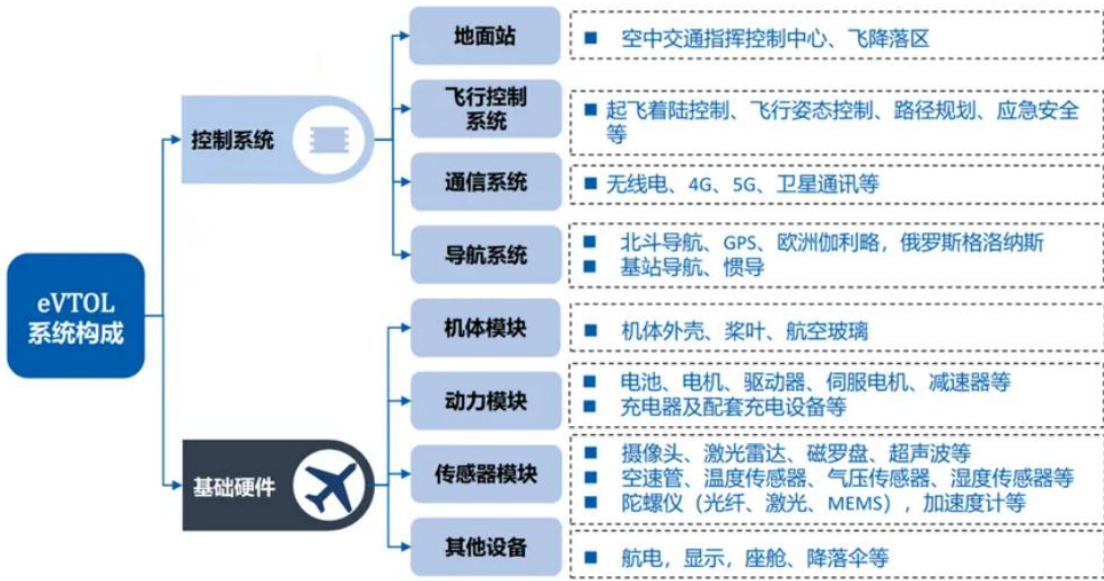 eVTOL
系统构成
控制系统
地面站
■ 空中交通指挥控制中心、飞降落区
飞行控制
系统
■ 起飞着陆控制、飞行姿态控制、路径规划、应急安全
等
通信系统
■ 无线电、4G、5G、卫星通讯等
导航系统
■ 北斗导航、GPS、欧洲伽利略，俄罗斯格洛纳斯
■ 基站导航、惯导
基础硬件
机体模块
■ 机体外壳、桨叶、航空玻璃
动力模块
■ 电池、电机、驱动器、伺服电机、减速器等
■ 充电器及配套充电设备等
传感器模块
■ 摄像头、激光雷达、磁罗盘、超声波等
■ 空速管、温度传感器、气压传感器、湿度传感器等
■ 陀螺仪（光纤、激光、MEMS），加速度计等
其他设备
■ 航电，显示，座舱、降落伞等